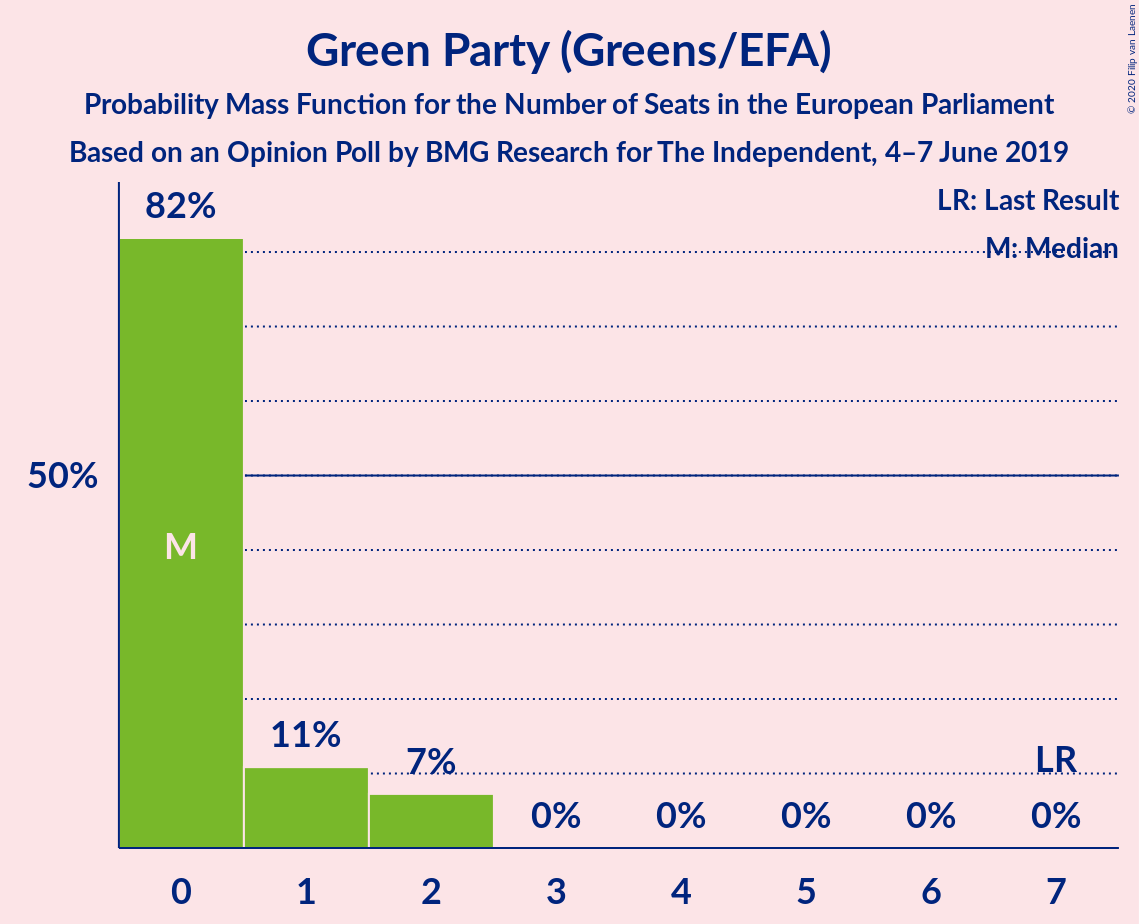 Green Party (Greens/EFA)
Probability Mass Function for the Number of Seats in the European Parliament
Based on an Opinion Poll by BMG Research for The Independent, 4–7 June 2019
© 2020 Filip van Laenen
LR: Last Result
M: Median
82%
50%
M
11%
7%
0%
0%
0%
0%
LR
0%
0 1 2 3 4 5 6 7